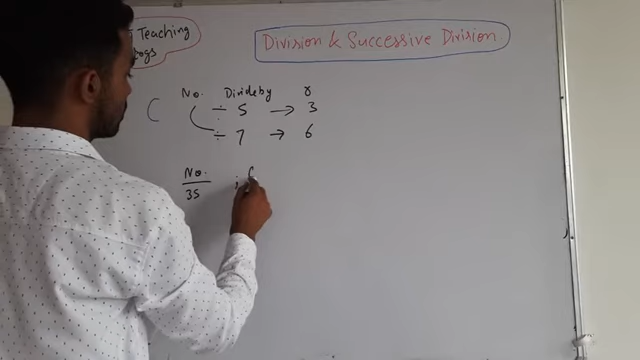 Teaching
Division & Successive Division
No. Divide by r
÷ 5 → 3
÷ 7 → 6
No.
35 ;